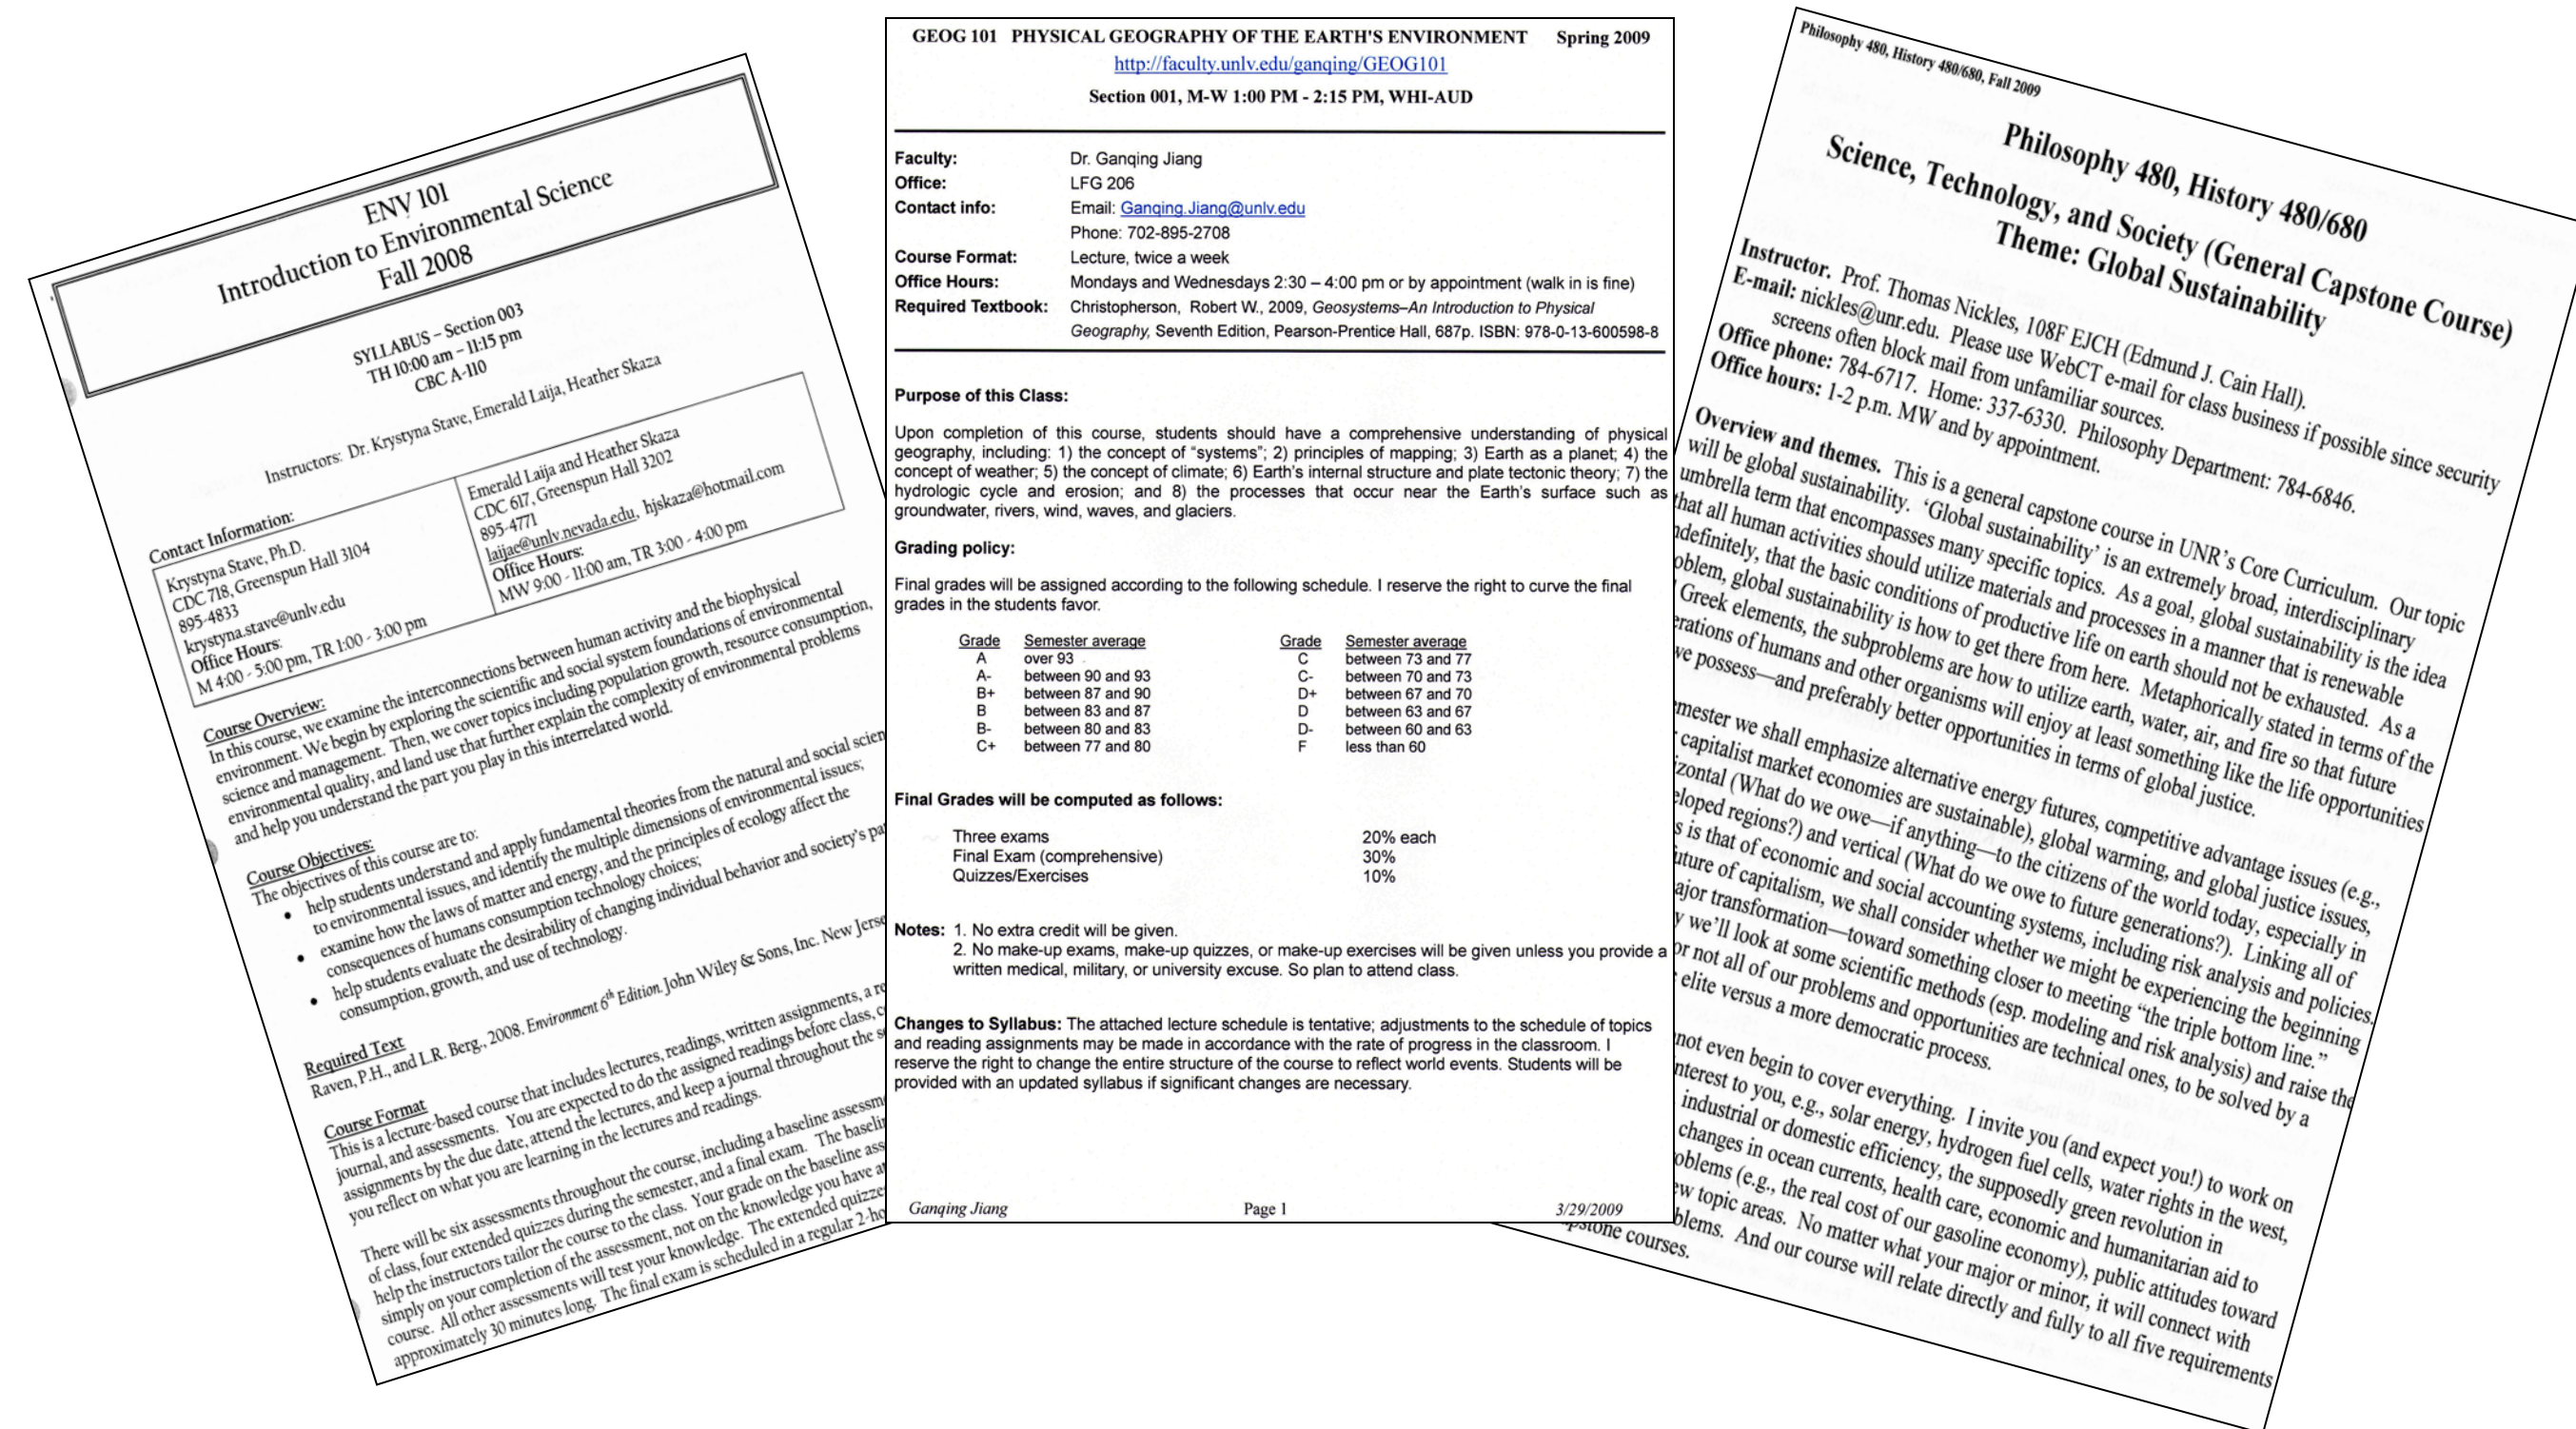 ENV 101
Introduction to Environmental Science
Fall 2008
SYLLABUS – Section 003
TH 10:00 am – 11:15 pm
CBC A-110
Instructors: Dr. Krystyna Stave, Emerald Laija, Heather Skaza
Contact Information:
Krystyna Stave, Ph.D.
CDC 718, Greenspun Hall 3104
895-4833
krystyna.stave@unlv.edu
Office Hours:
M 4:00 - 5:00 pm, TR 1:00 - 3:00 pm
Emerald Laija and Heather Skaza
CDC 617, Greenspun Hall 3202
895-4771
laijae@unlv.nevada.edu, hjskaza@hotmail.com
Office Hours:
MW 9:00 - 11:00 am, TR 3:00 - 4:00 pm
Course Overview:
In this course, we examine the interconnections between human activity and the biophysical
environment. We begin by exploring the scientific and social system foundations of environmental
science and management. Then, we cover topics including population growth, resource consumption,
environmental quality, and land use that further explain the complexity of environmental problems
and help you understand the part you play in this interrelated world.
Course Objectives:
The objectives of this course are to:
• help students understand and apply fundamental theories from the natural and social scien
to environmental issues, and identify the multiple dimensions of environmental issues;
• examine how the laws of matter and energy, and the principles of ecology affect the
consequences of humans consumption technology choices;
• help students evaluate the desirability of changing individual behavior and society's pa
consumption, growth, and use of technology.
Required Text
Raven, P.H., and L.R. Berg., 2008. Environment 6th Edition. John Wiley & Sons, Inc. New Jerse
Course Format
This is a lecture-based course that includes lectures, readings, written assignments, a re
journal, and assessments. You are expected to do the assigned readings before class, c
assignments by the due date, attend the lectures, and keep a journal throughout the s
you reflect on what you are learning in the lectures and readings.
There will be six assessments throughout the course, including a baseline assessm
of class, four extended quizzes during the semester, and a final exam. The baselin
help the instructors tailor the course to the class. Your grade on the baseline ass
simply on your completion of the assessment, not on the knowledge you have a
course. All other assessments will test your knowledge. The extended quizze
approximately 30 minutes long. The final exam is scheduled in a regular 2-ho
GEOG 101 PHYSICAL GEOGRAPHY OF THE EARTH'S ENVIRONMENT Spring 2009
http://faculty.unlv.edu/ganqing/GEOG101
Section 001, M-W 1:00 PM - 2:15 PM, WHI-AUD
Faculty: Dr. Ganqing Jiang
Office: LFG 206
Contact info: Email: Ganqing.Jiang@unlv.edu
Phone: 702-895-2708
Course Format: Lecture, twice a week
Office Hours: Mondays and Wednesdays 2:30 – 4:00 pm or by appointment (walk in is fine)
Required Textbook: Christopherson, Robert W., 2009, Geosystems–An Introduction to Physical
Geography, Seventh Edition, Pearson-Prentice Hall, 687p. ISBN: 978-0-13-600598-8
Purpose of this Class:
Upon completion of this course, students should have a comprehensive understanding of physical
geography, including: 1) the concept of “systems”; 2) principles of mapping; 3) Earth as a planet; 4) the
concept of weather; 5) the concept of climate; 6) Earth’s internal structure and plate tectonic theory; 7) the
hydrologic cycle and erosion; and 8) the processes that occur near the Earth’s surface such as
groundwater, rivers, wind, waves, and glaciers.
Grading policy:
Final grades will be assigned according to the following schedule. I reserve the right to curve the final
grades in the students favor.
Grade Semester average Grade Semester average
A over 93 C between 73 and 77
A- between 90 and 93 C- between 70 and 73
B+ between 87 and 90 D+ between 67 and 70
B between 83 and 87 D between 63 and 67
B- between 80 and 83 D- between 60 and 63
C+ between 77 and 80 F less than 60
Final Grades will be computed as follows:
Three exams 20% each
Final Exam (comprehensive) 30%
Quizzes/Exercises 10%
Notes: 1. No extra credit will be given.
2. No make-up exams, make-up quizzes, or make-up exercises will be given unless you provide a
written medical, military, or university excuse. So plan to attend class.
Changes to Syllabus: The attached lecture schedule is tentative; adjustments to the schedule of topics
and reading assignments may be made in accordance with the rate of progress in the classroom. I
reserve the right to change the entire structure of the course to reflect world events. Students will be
provided with an updated syllabus if significant changes are necessary.
Ganqing Jiang Page 1 3/29/2009
Philosophy 480, History 480/680, Fall 2009
Philosophy 480, History 480/680
Science, Technology, and Society (General Capstone Course)
Theme: Global Sustainability
Instructor. Prof. Thomas Nickles, 108F EJCH (Edmund J. Cain Hall).
E-mail: nickles@unr.edu. Please use WebCT e-mail for class business if possible since security
screens often block mail from unfamiliar sources.
Office phone: 784-6717. Home: 337-6330. Philosophy Department: 784-6846.
Office hours: 1-2 p.m. MW and by appointment.
Overview and themes. This is a general capstone course in UNR’s Core Curriculum. Our topic
will be global sustainability. ‘Global sustainability’ is an extremely broad, interdisciplinary
umbrella term that encompasses many specific topics. As a goal, global sustainability is the idea
that all human activities should utilize materials and processes in a manner that is renewable
ndefinitely, that the basic conditions of productive life on earth should not be exhausted. As a
oblem, global sustainability is how to get there from here. Metaphorically stated in terms of the
Greek elements, the subproblems are how to utilize earth, water, air, and fire so that future
erations of humans and other organisms will enjoy at least something like the life opportunities
we possess—and preferably better opportunities in terms of global justice.
mester we shall emphasize alternative energy futures, competitive advantage issues (e.g.,
capitalist market economies are sustainable), global warming, and global justice issues,
zontal (What do we owe—if anything—to the citizens of the world today, especially in
eloped regions?) and vertical (What do we owe to future generations?). Linking all of
s is that of economic and social accounting systems, including risk analysis and policies.
uture of capitalism, we shall consider whether we might be experiencing the beginning
ajor transformation—toward something closer to meeting “the triple bottom line.”
y we’ll look at some scientific methods (esp. modeling and risk analysis) and raise the
or not all of our problems and opportunities are technical ones, to be solved by a
elite versus a more democratic process.
not even begin to cover everything. I invite you (and expect you!) to work on
nterest to you, e.g., solar energy, hydrogen fuel cells, water rights in the west,
industrial or domestic efficiency, the supposedly green revolution in
changes in ocean currents, health care, economic and humanitarian aid to
oblems (e.g., the real cost of our gasoline economy), public attitudes toward
ew topic areas. No matter what your major or minor, it will connect with
blems. And our course will relate directly and fully to all five requirements
apstone courses.